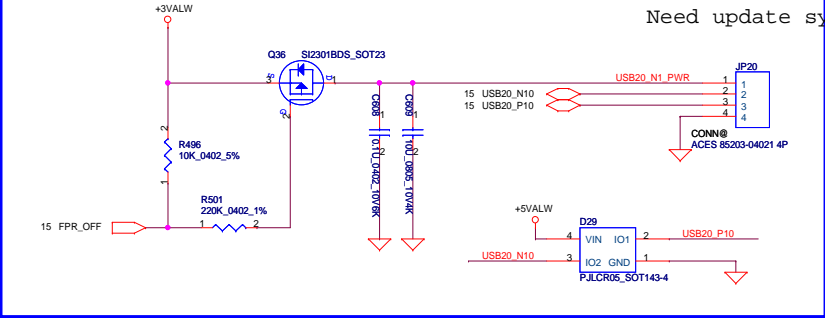 Need update sy
+3VALW
Q36 SI2301BDS_SOT23
S
3
D
1
G
2
JP20
USB20_N1_PWR
1 1
15 USB20_N10
2 2
15 USB20_P10
3 3
4 4
CONN@
ACES 85203-04021 4P
C608
1
2
0.1U_0402_10V6K
C609
1
2
10U_0805_10V4K
2
R496
10K_0402_5%
1
R501
220K_0402_1%
15 FPR_OFF
1 2
+5VALW
D29
4 VIN IO1 2
USB20_P10
USB20_N10
3 IO2 GND 1
PJLCR05_SOT143-4